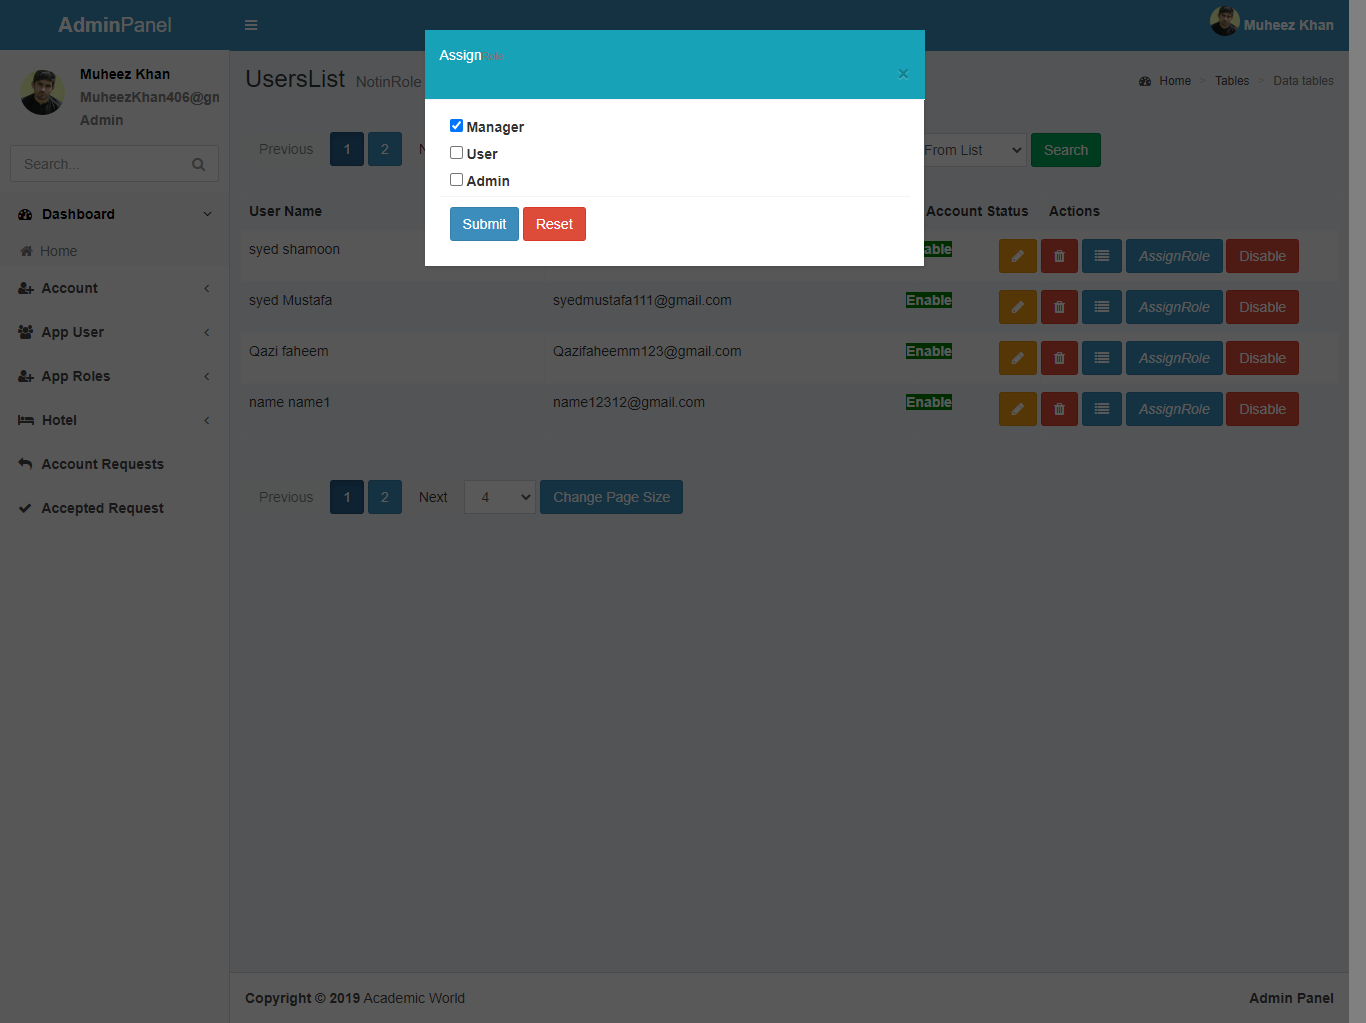 AdminPanel
Muheez Khan
Muheez Khan
MuheezKhan406@gm
Admin
Search...
Dashboard
Home
Account
App User
App Roles
Hotel
Account Requests
Accepted Request
UsersList NotinRole
Home > Tables > Data tables
AssignRole
×
Manager
User
Admin
Submit Reset
Previous 1 2 From List Search
User Name Account Status Actions
syed shamoon AssignRole Disable
syed Mustafa syedmustafa111@gmail.com Enable AssignRole Disable
Qazi faheem Qazifaheemm123@gmail.com Enable AssignRole Disable
name name1 name12312@gmail.com Enable AssignRole Disable
Previous 1 2 Next 4 Change Page Size
Copyright © 2019 Academic World Admin Panel